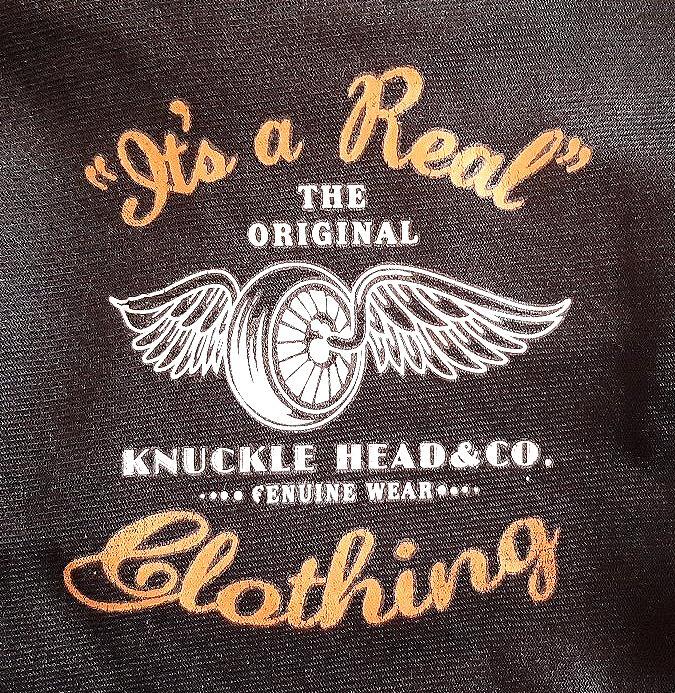 “It's a Real”
THE
ORIGINAL
KNUCKLE HEAD&CO.
•••• GENUINE WEAR ••••
Clothing